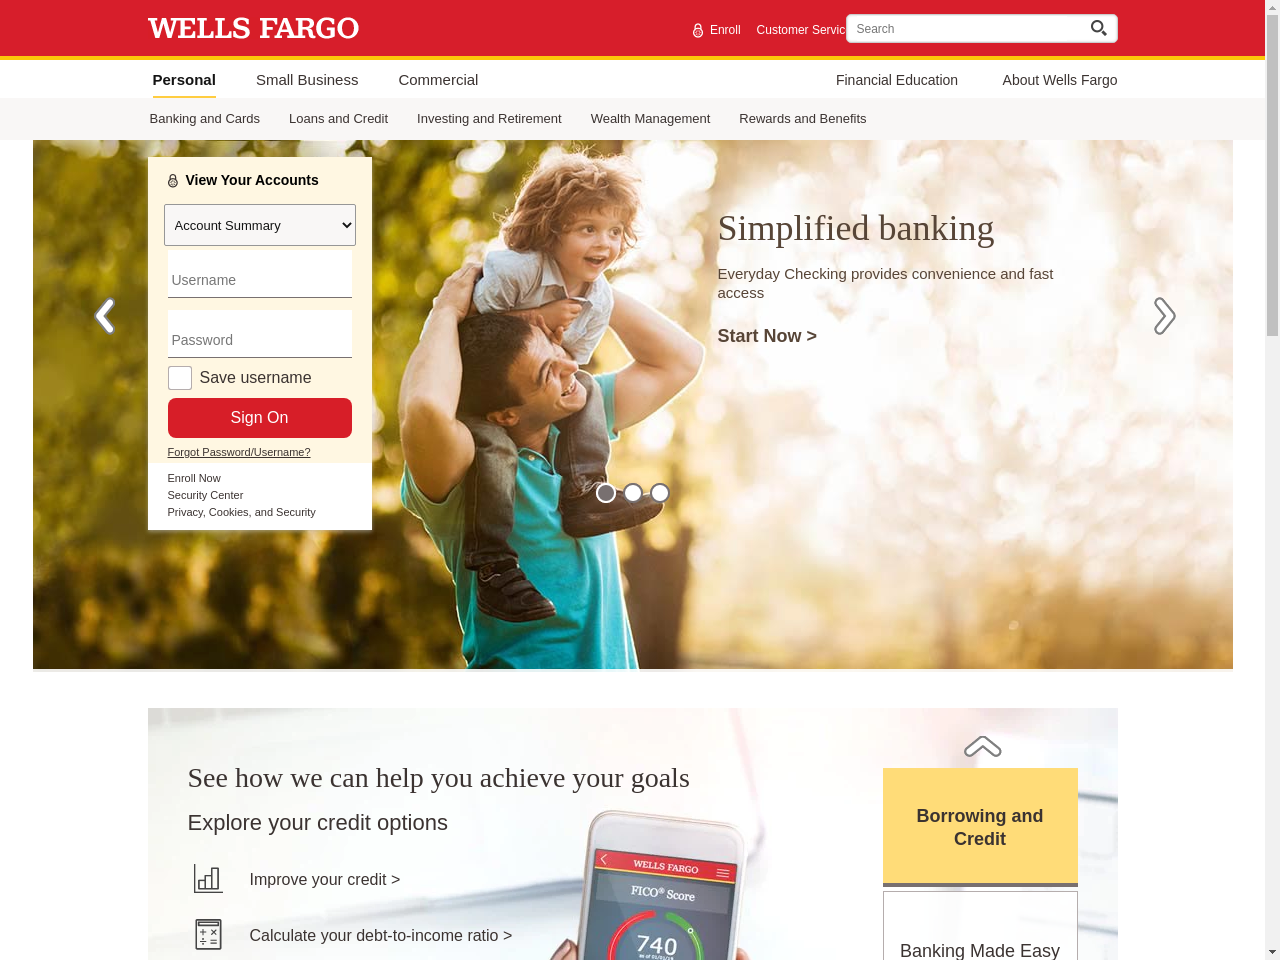 WELLS FARGO
Enroll
Customer Servic
Search
Personal
Small Business
Commercial
Financial Education
About Wells Fargo
Banking and Cards
Loans and Credit
Investing and Retirement
Wealth Management
Rewards and Benefits
View Your Accounts
Account Summary
Username
Password
Save username
Sign On
Forgot Password/Username?
Enroll Now
Security Center
Privacy, Cookies, and Security
Simplified banking
Everyday Checking provides convenience and fast
access
Start Now >
See how we can help you achieve your goals
Explore your credit options
Improve your credit >
Calculate your debt-to-income ratio >
WELLS FARGO
FICO® Score
740
as of 01/01/18
Borrowing and
Credit
Banking Made Easy